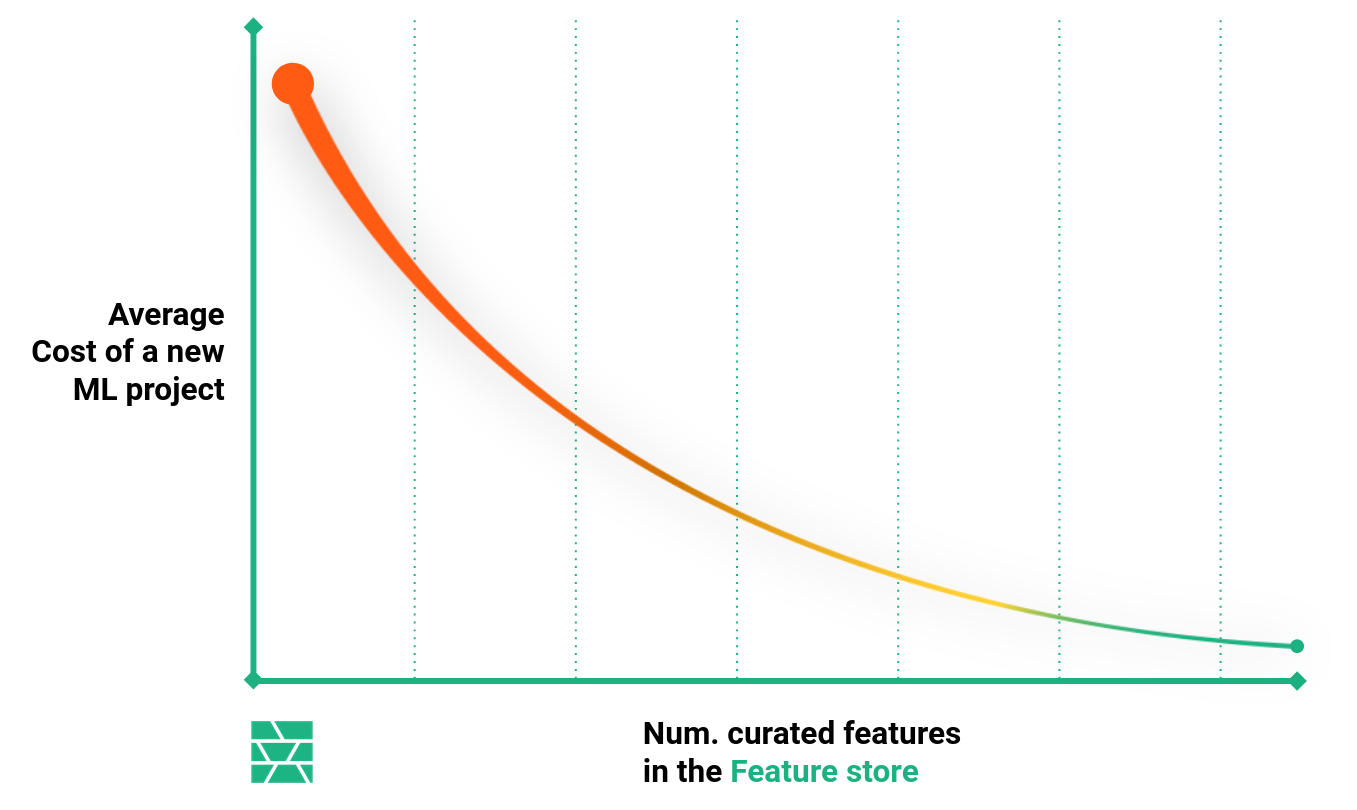 Average
Cost of a new
ML project
Num. curated features
in the Feature store